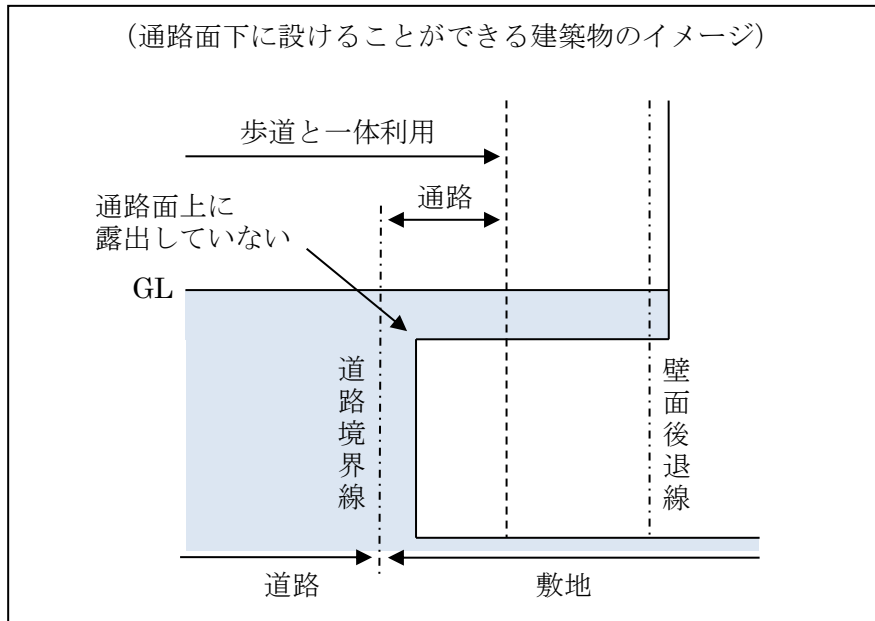 （通路面下に設けることができる建築物のイメージ）
歩道と一体利用
通路
通路面上に
露出していない
GL
道路境界線
壁面後退線
道路
敷地